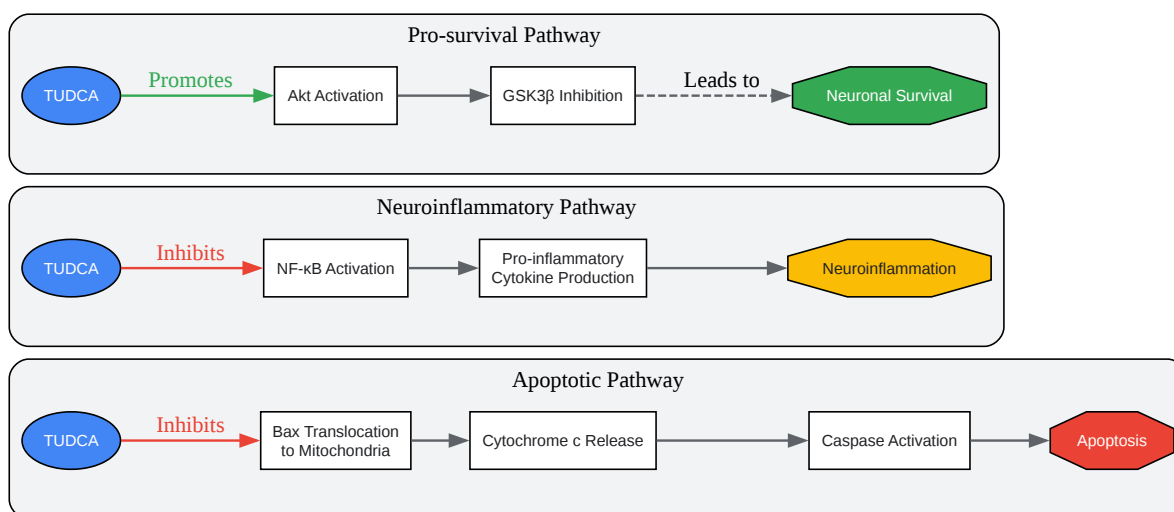 Pro-survival Pathway
TUDCA
Promotes
Akt Activation
GSK3β Inhibition
Leads to
Neuronal Survival
Neuroinflammatory Pathway
TUDCA
Inhibits
NF-κB Activation
Pro-inflammatory
Cytokine Production
Neuroinflammation
Apoptotic Pathway
TUDCA
Inhibits
Bax Translocation
to Mitochondria
Cytochrome c Release
Caspase Activation
Apoptosis